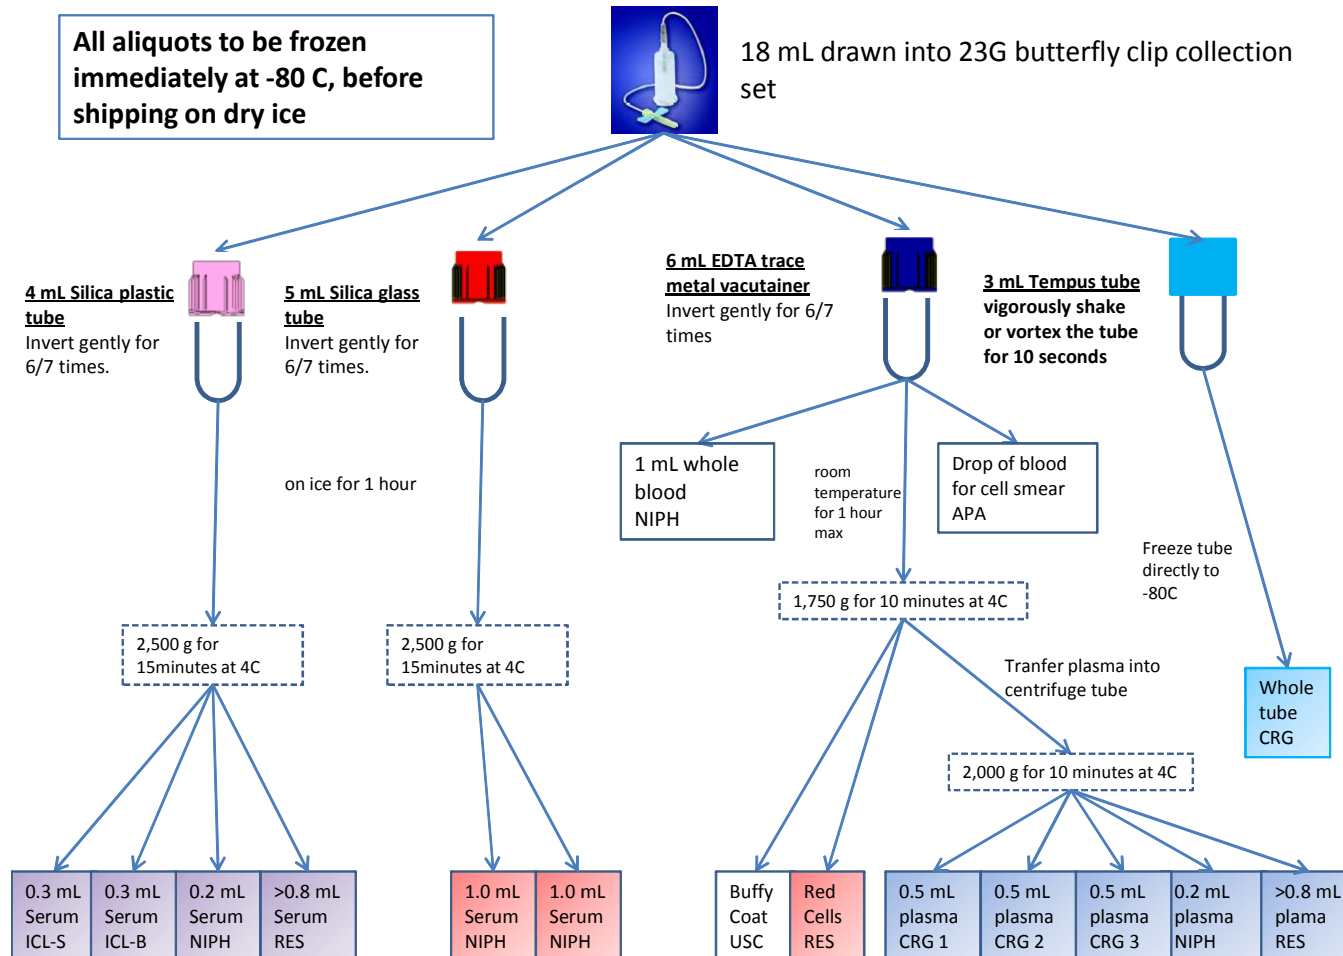 All aliquots to be frozen
immediately at -80 C, before
shipping on dry ice
18 mL drawn into 23G butterfly clip collection
set
4 mL Silica plastic
tube
Invert gently for
6/7 times.
5 mL Silica glass
tube
Invert gently for
6/7 times.
6 mL EDTA trace
metal vacutainer
Invert gently for 6/7
times
3 mL Tempus tube
vigorously shake
or vortex the tube
for 10 seconds
on ice for 1 hour
1 mL whole
blood
NIPH
room
temperature
for 1 hour
max
Drop of blood
for cell smear
APA
Freeze tube
directly to
-80C
2,500 g for
15minutes at 4C
2,500 g for
15minutes at 4C
1,750 g for 10 minutes at 4C
Tranfer plasma into
centrifuge tube
Whole
tube
CRG
2,000 g for 10 minutes at 4C
0.3 mL
Serum
ICL-S
0.3 mL
Serum
ICL-B
0.2 mL
Serum
NIPH
>0.8 mL
Serum
RES
1.0 mL
Serum
NIPH
1.0 mL
Serum
NIPH
Buffy
Coat
USC
Red
Cells
RES
0.5 mL
plasma
CRG 1
0.5 mL
plasma
CRG 2
0.5 mL
plasma
CRG 3
0.2 mL
plasma
NIPH
>0.8 mL
plama
RES